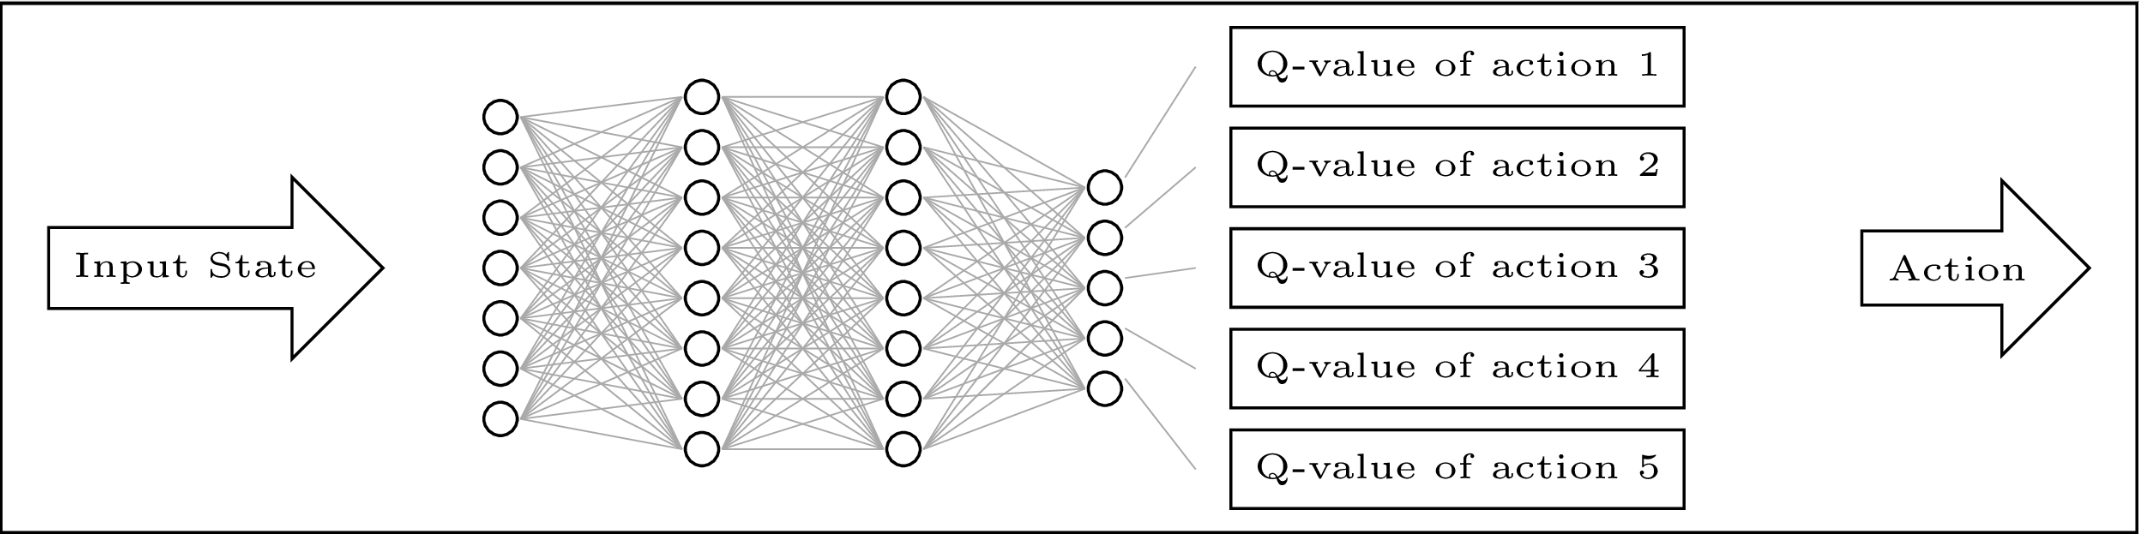 Input State
Q-value of action 1
Q-value of action 2
Q-value of action 3
Q-value of action 4
Q-value of action 5
Action